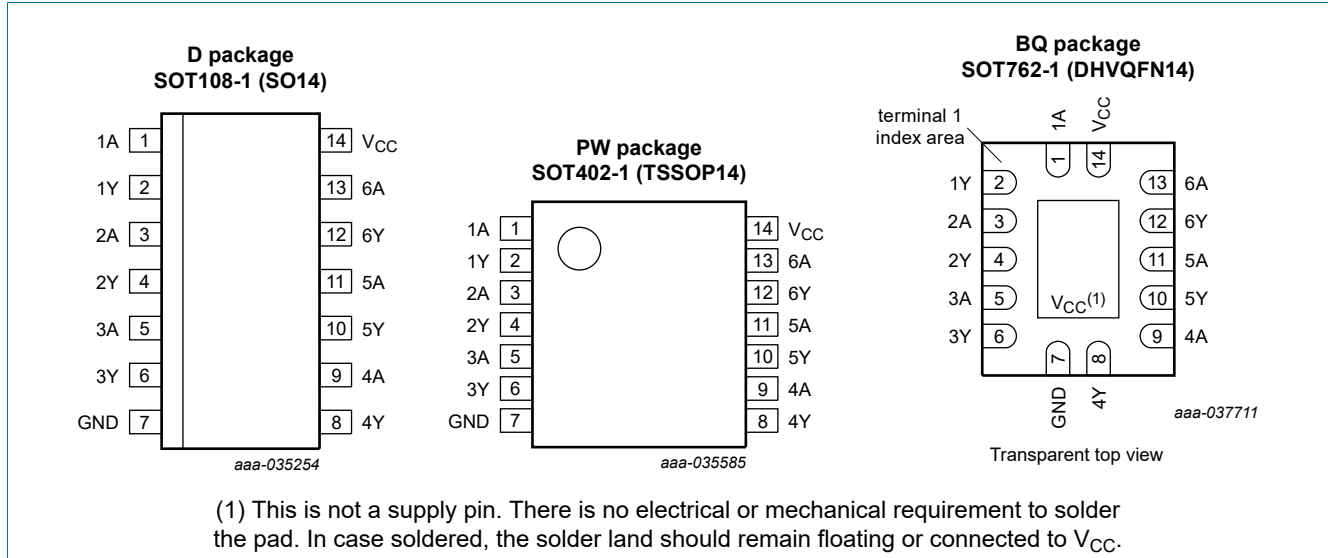 D package
SOT108-1 (SO14)
1A 1
1Y 2
2A 3
2Y 4
3A 5
3Y 6
GND 7
14 VCC
13 6A
12 6Y
11 5A
10 5Y
9 4A
8 4Y
aaa-035254
PW package
SOT402-1 (TSSOP14)
1A 1
1Y 2
2A 3
2Y 4
3A 5
3Y 6
GND 7
14 VCC
13 6A
12 6Y
11 5A
10 5Y
9 4A
8 4Y
aaa-035585
BQ package
SOT762-1 (DHVQFN14)
terminal 1
index area
1A
VCC
1
14
1Y 2
2A 3
2Y 4
3A 5
3Y 6
13 6A
12 6Y
11 5A
10 5Y
9 4A
VCC(1)
7
8
GND
4Y
aaa-037711
Transparent top view
(1) This is not a supply pin. There is no electrical or mechanical requirement to solder
the pad. In case soldered, the solder land should remain floating or connected to VCC.